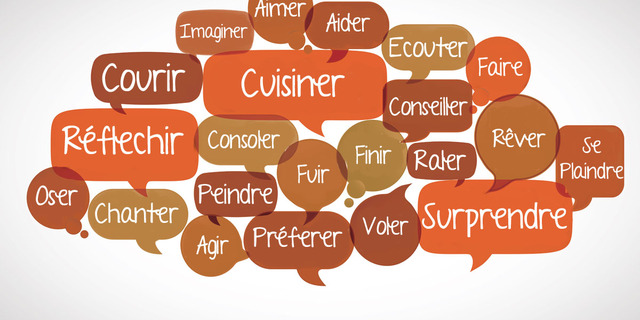 Aimer
Imaginer
Aider
Ecouter
Faire
Courir
Cuisiner
Conseiller
Réflechir
Consoler
Finir
Raler
Rêver
Se
Plaindre
Oser
Chanter
Peindre
Fuir
Agir
Préferer
Voler
Surprendre